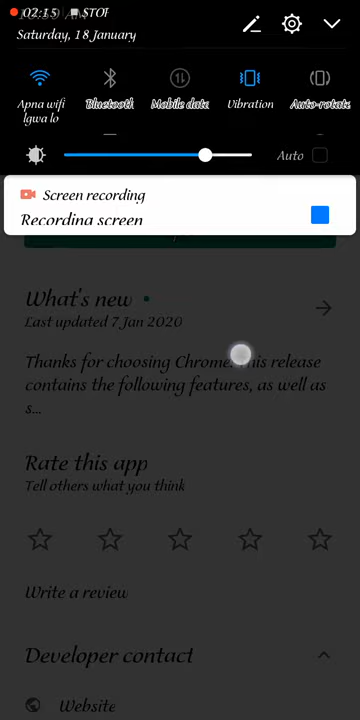 02:15 STOP
Saturday, 18 January
Apna wifi
lgwa lo
Bluetooth
Mobile data
Vibration
Auto-rotate
Auto
Screen recording
Recording screen
What's new
Last updated 7 Jan 2020
Thanks for choosing Chrome. This release
contains the following features, as well as
s...
Rate this app
Tell others what you think
Write a review
Developer contact
Website